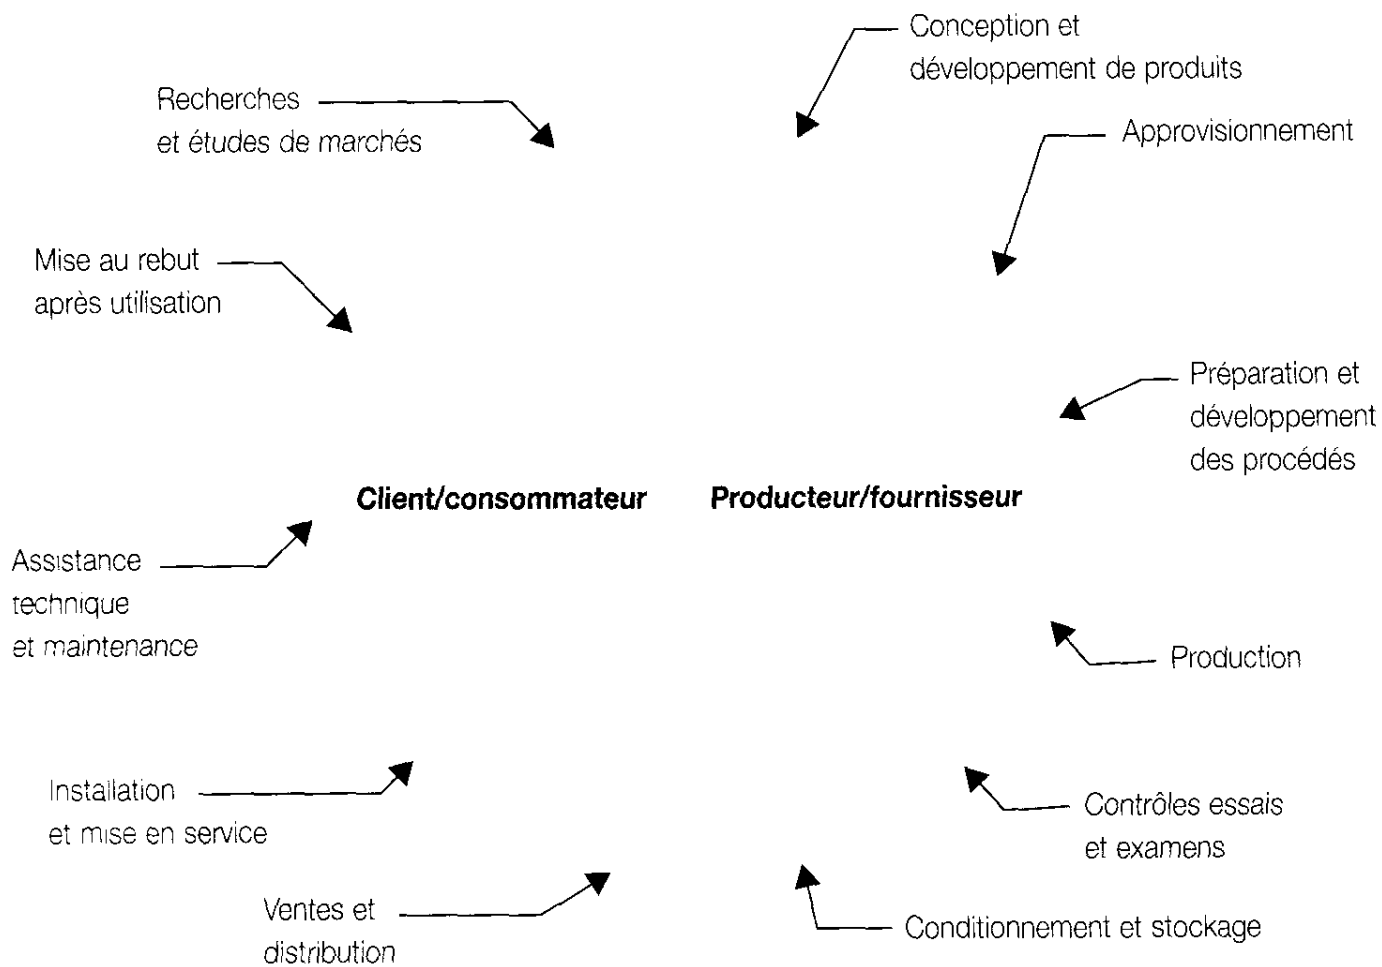 Conception et
développement de produits
Recherches
et études de marchés
Approvisionnement
Mise au rebut
après utilisation
Préparation et
développement
des procédés
Client/consommateur
Producteur/fournisseur
Assistance
technique
et maintenance
Production
Installation
et mise en service
Contrôles essais
et examens
Ventes et
distribution
Conditionnement et stockage